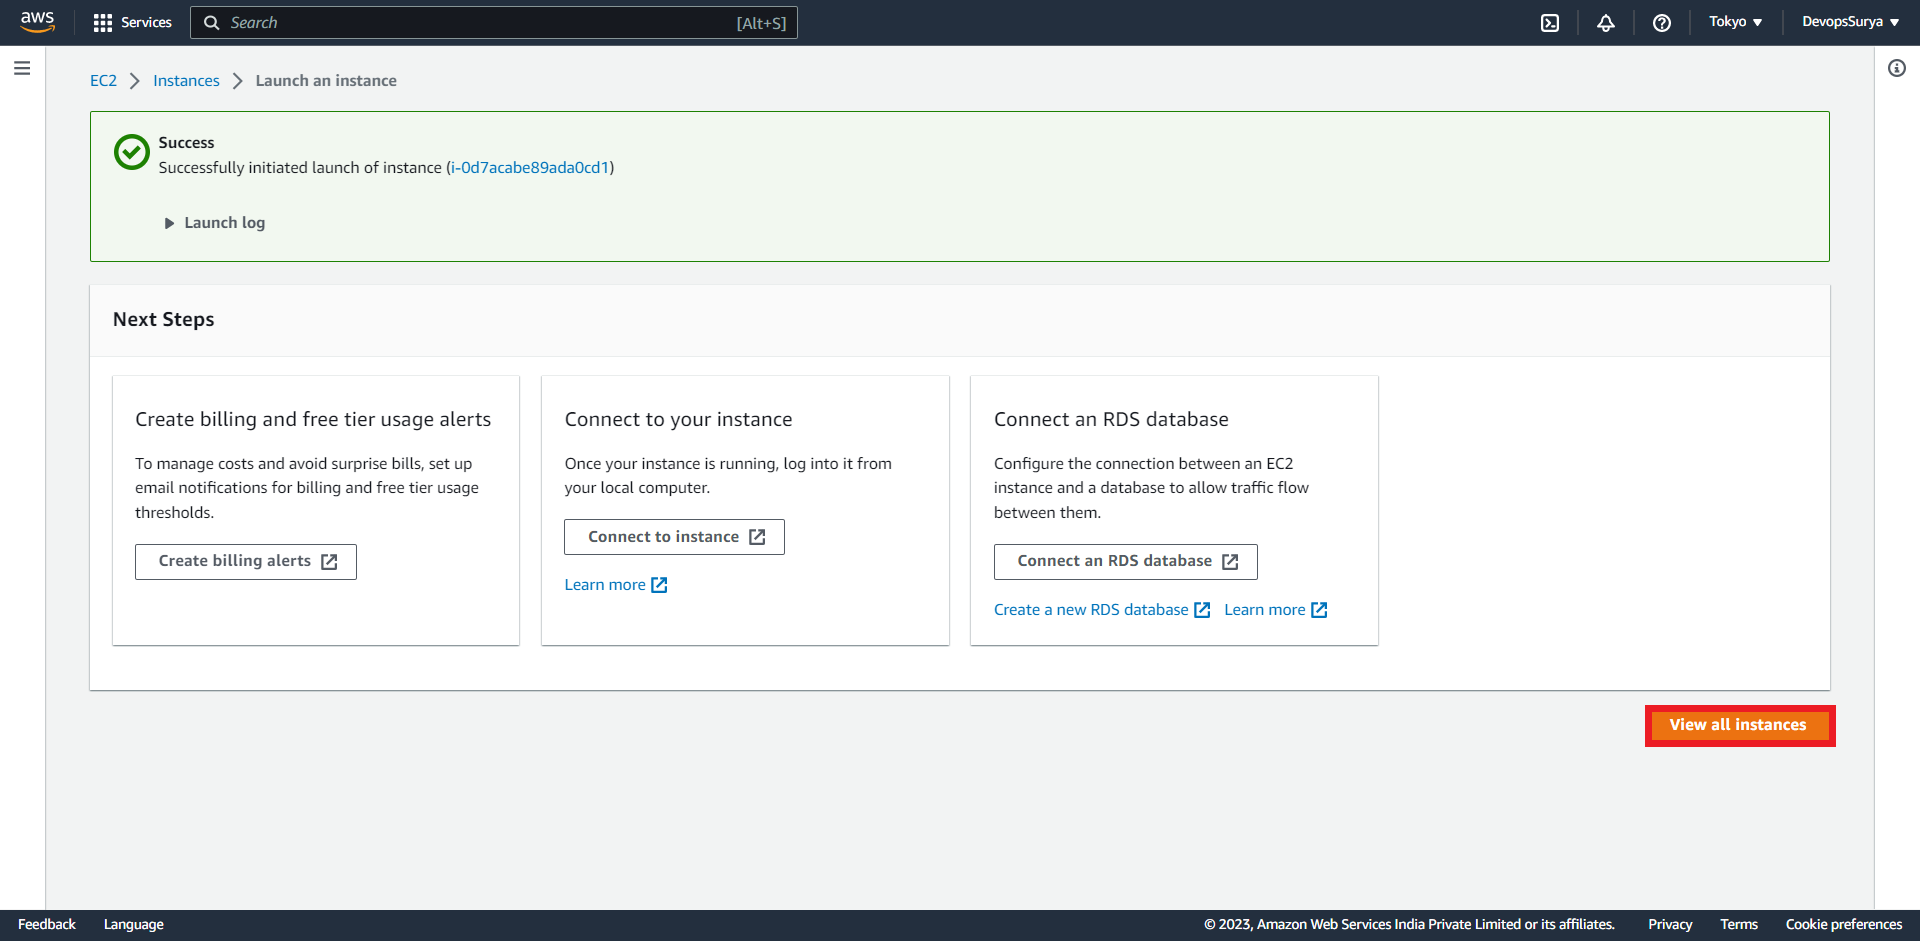 aws Services Search [Alt+S] Tokyo DevopsSurya
EC2 Instances Launch an instance
Success
Successfully initiated launch of instance (i-0d7acabe89ada0cd1)
Launch log
Next Steps
Create billing and free tier usage alerts
To manage costs and avoid surprise bills, set up
email notifications for billing and free tier usage
thresholds.
Create billing alerts
Connect to your instance
Once your instance is running, log into it from
your local computer.
Connect to instance
Learn more
Connect an RDS database
Configure the connection between an EC2
instance and a database to allow traffic flow
between them.
Connect an RDS database
Create a new RDS database Learn more
View all instances
Feedback Language © 2023, Amazon Web Services India Private Limited or its affiliates. Privacy Terms Cookie preferences